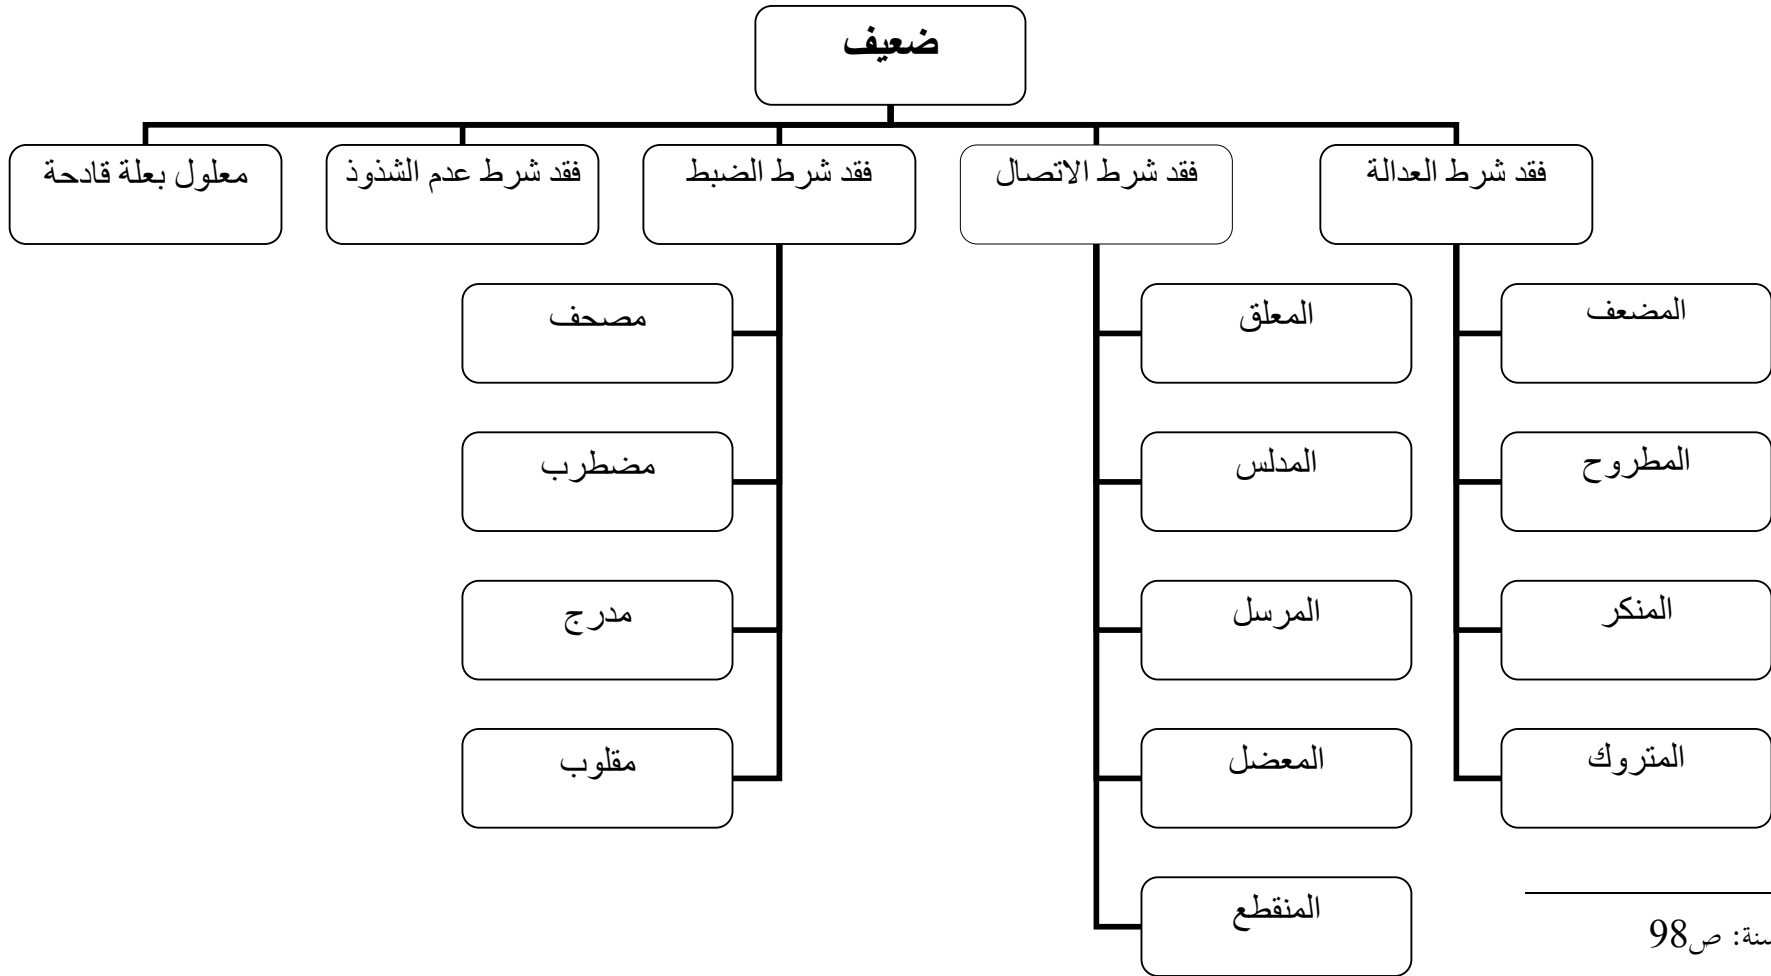 ضعيف
فقد شرط العدالة
فقد شرط الاتصال
فقد شرط الضبط
فقد شرط عدم الشذوذ
معلول بعلة قادحة
المضعف
المطروح
المنكر
المتروك
المعلق
المدلس
المرسل
المعضل
المنقطع
مصحف
مضطرب
مدرج
مقلوب
ص98